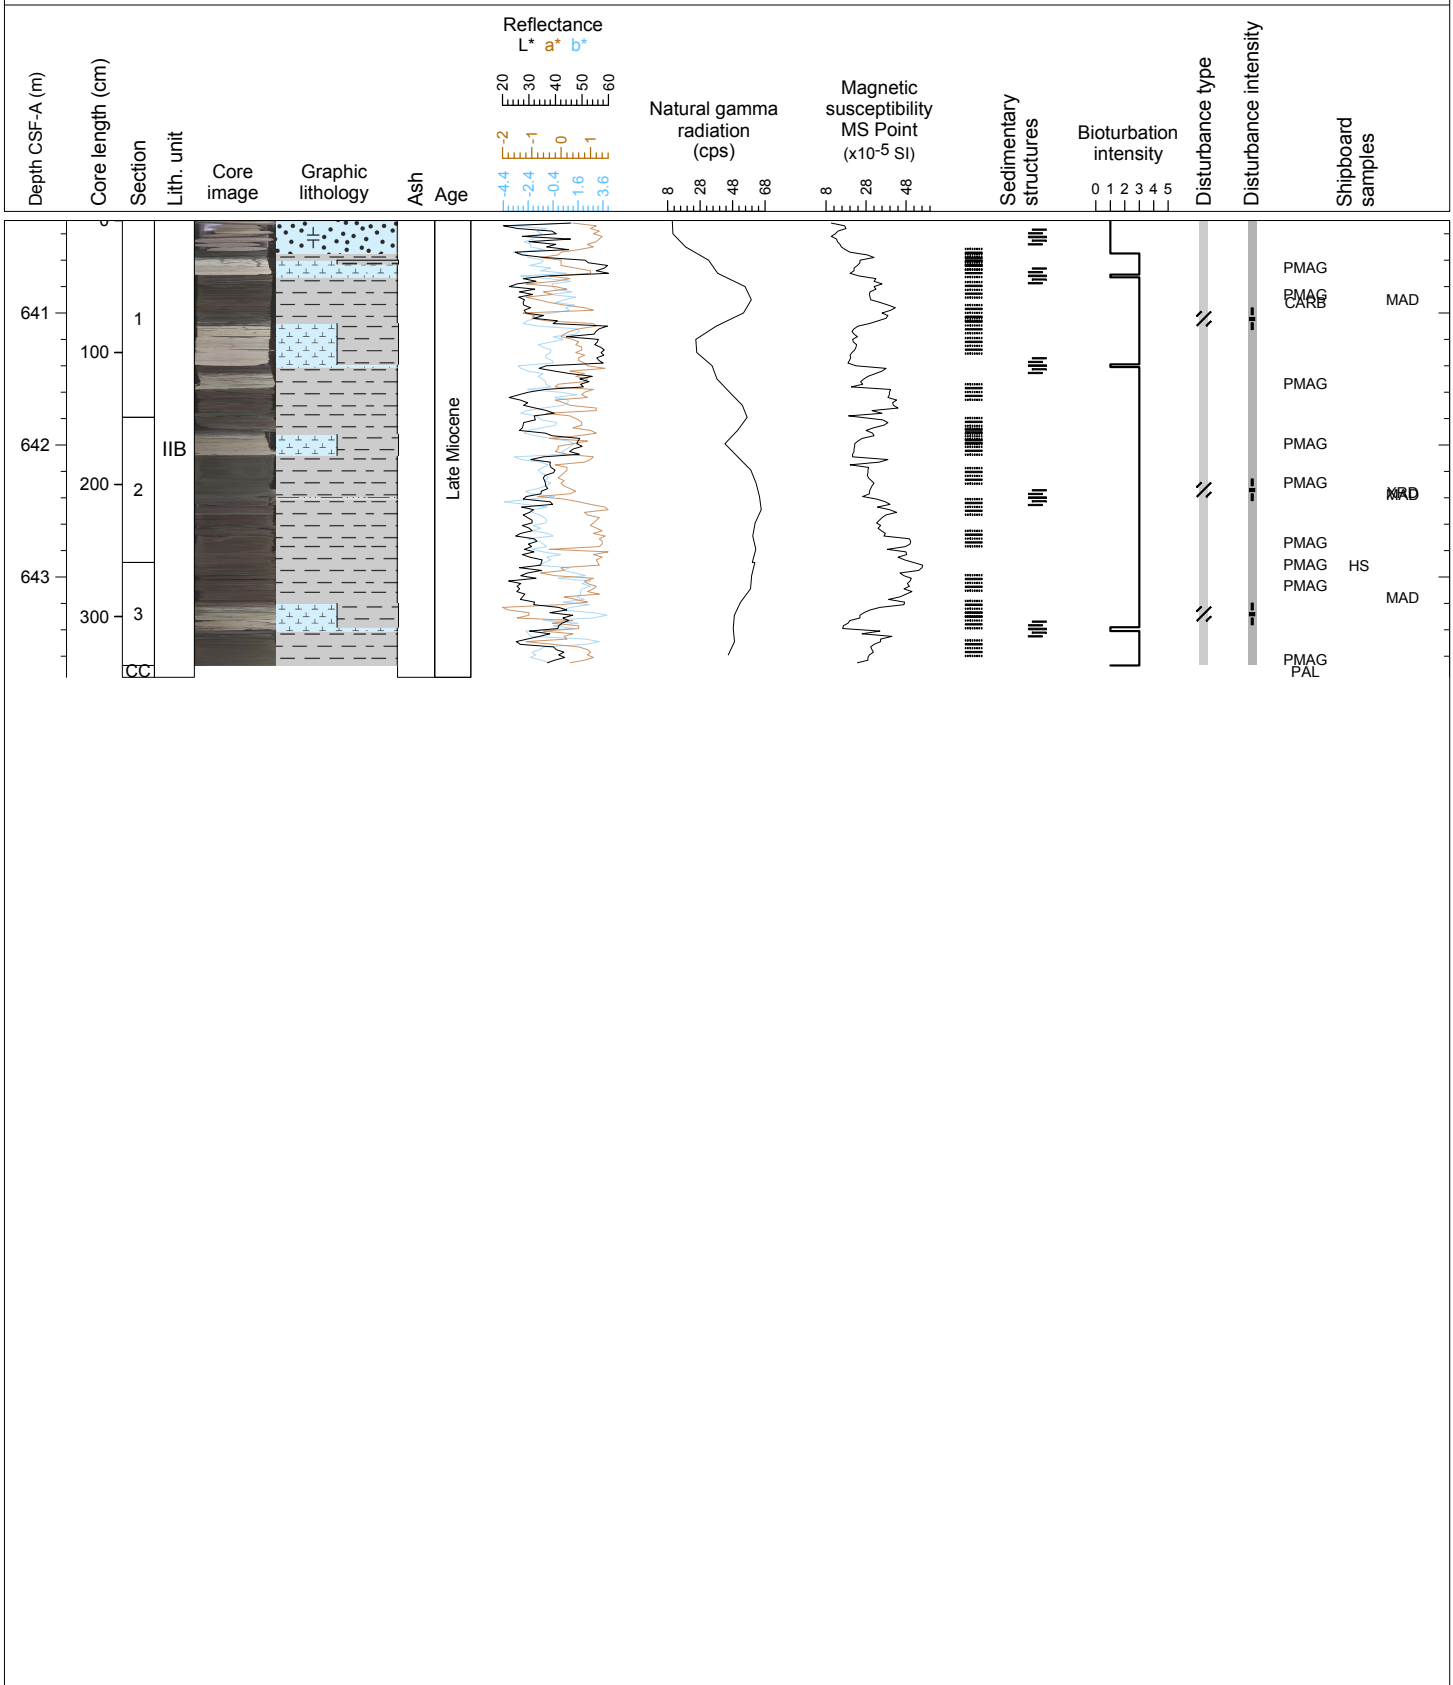 Depth CSF-A (m)
Core length (cm)
Section
Lith. unit
Core
image
Graphic
lithology
Ash
Age
Reflectance
L* a* b*
20 30 40 50 60
-2 -1 0 1
-4.4 -2.4 -0.4 1.6 3.6
Natural gamma
radiation
(cps)
8 28 48 68
Magnetic
susceptibility
MS Point
(x10-5 SI)
8 28 48
Sedimentary
structures
Bioturbation
intensity
0 1 2 3 4 5
Disturbance type
Disturbance intensity
Shipboard
samples
0
641
100
642
200
643
300
1
2
3
CC
IIB
Late Miocene
PMAG
PMAG MAD
CARB
PMAG
PMAG
PMAG
XRD
MAD
PMAG
PMAG HS
PMAG
MAD
PMAG
PAL